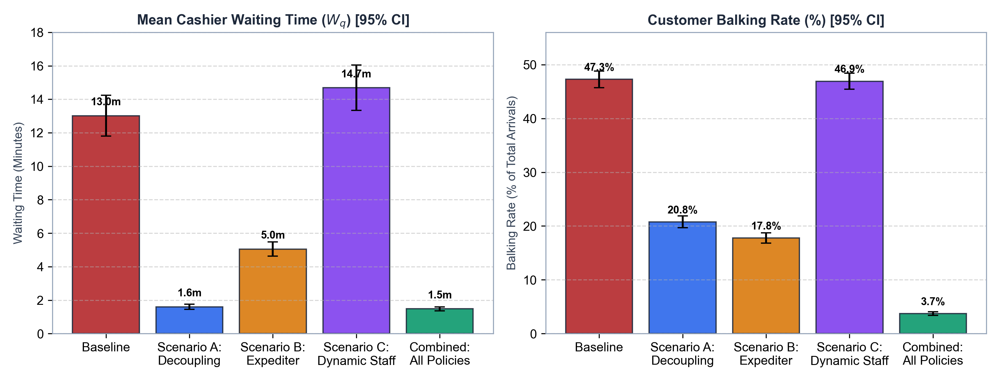 Mean Cashier Waiting Time (Wq) [95% CI]
Waiting Time (Minutes)
18
16
14
12
10
8
6
4
2
0
13.0m
1.6m
5.0m
14.7m
1.5m
Baseline
Scenario A:
Decoupling
Scenario B:
Expediter
Scenario C:
Dynamic Staff
Combined:
All Policies
Customer Balking Rate (%) [95% CI]
Balking Rate (% of Total Arrivals)
50
40
30
20
10
0
47.3%
20.8%
17.8%
46.9%
3.7%
Baseline
Scenario A:
Decoupling
Scenario B:
Expediter
Scenario C:
Dynamic Staff
Combined:
All Policies